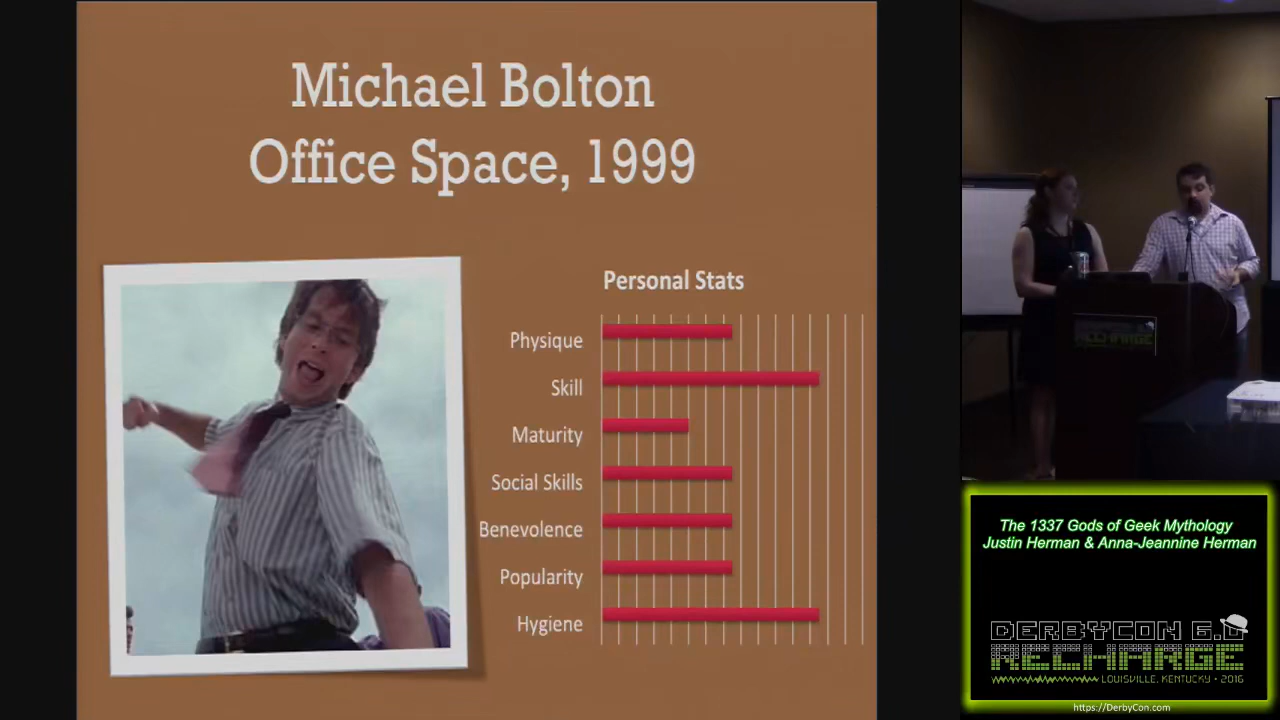 Michael Bolton
Office Space, 1999
Personal Stats
Physique
Skill
Maturity
Social Skills
Benevolence
Popularity
Hygiene
RECHARGE
The 1337 Gods of Geek Mythology
Justin Herman & Anna-Jeannine Herman
DERBYCON 6.0
RECHARGE
LOUISVILLE, KENTUCKY • 2016
https://DerbyCon.com